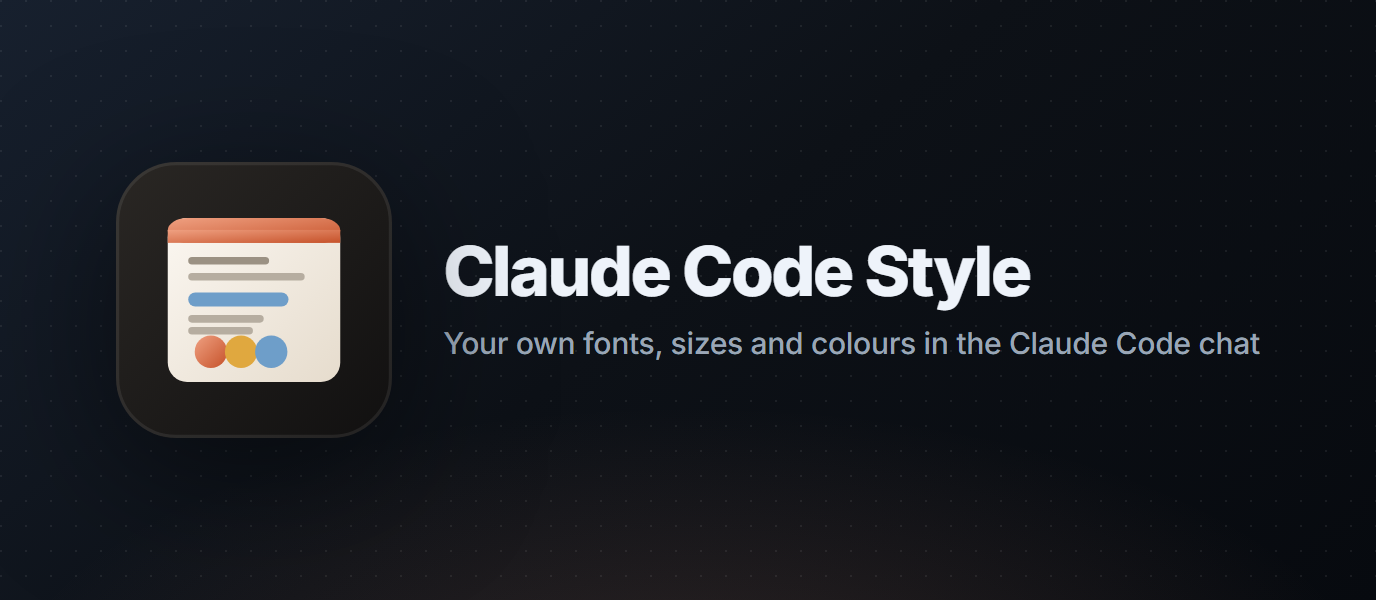 Claude Code Style
Your own fonts, sizes and colours in the Claude Code chat